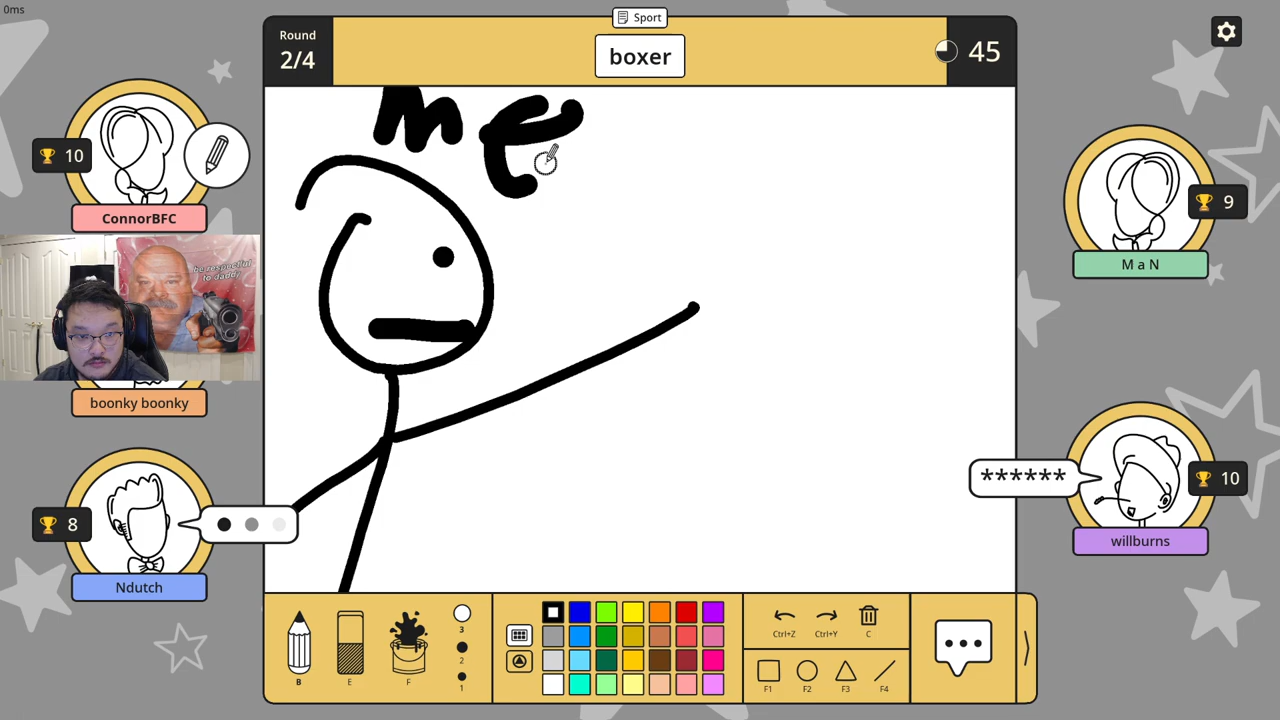 0ms
Sport
Round
2/4
boxer
45
me
10
ConnorBFC
be respectful
to daddy
boonky boonky
8
Ndutch
9
M a N
******
10
willburns
B
E
F
3
2
1
Ctrl+Z
Ctrl+Y
C
F1
F2
F3
F4